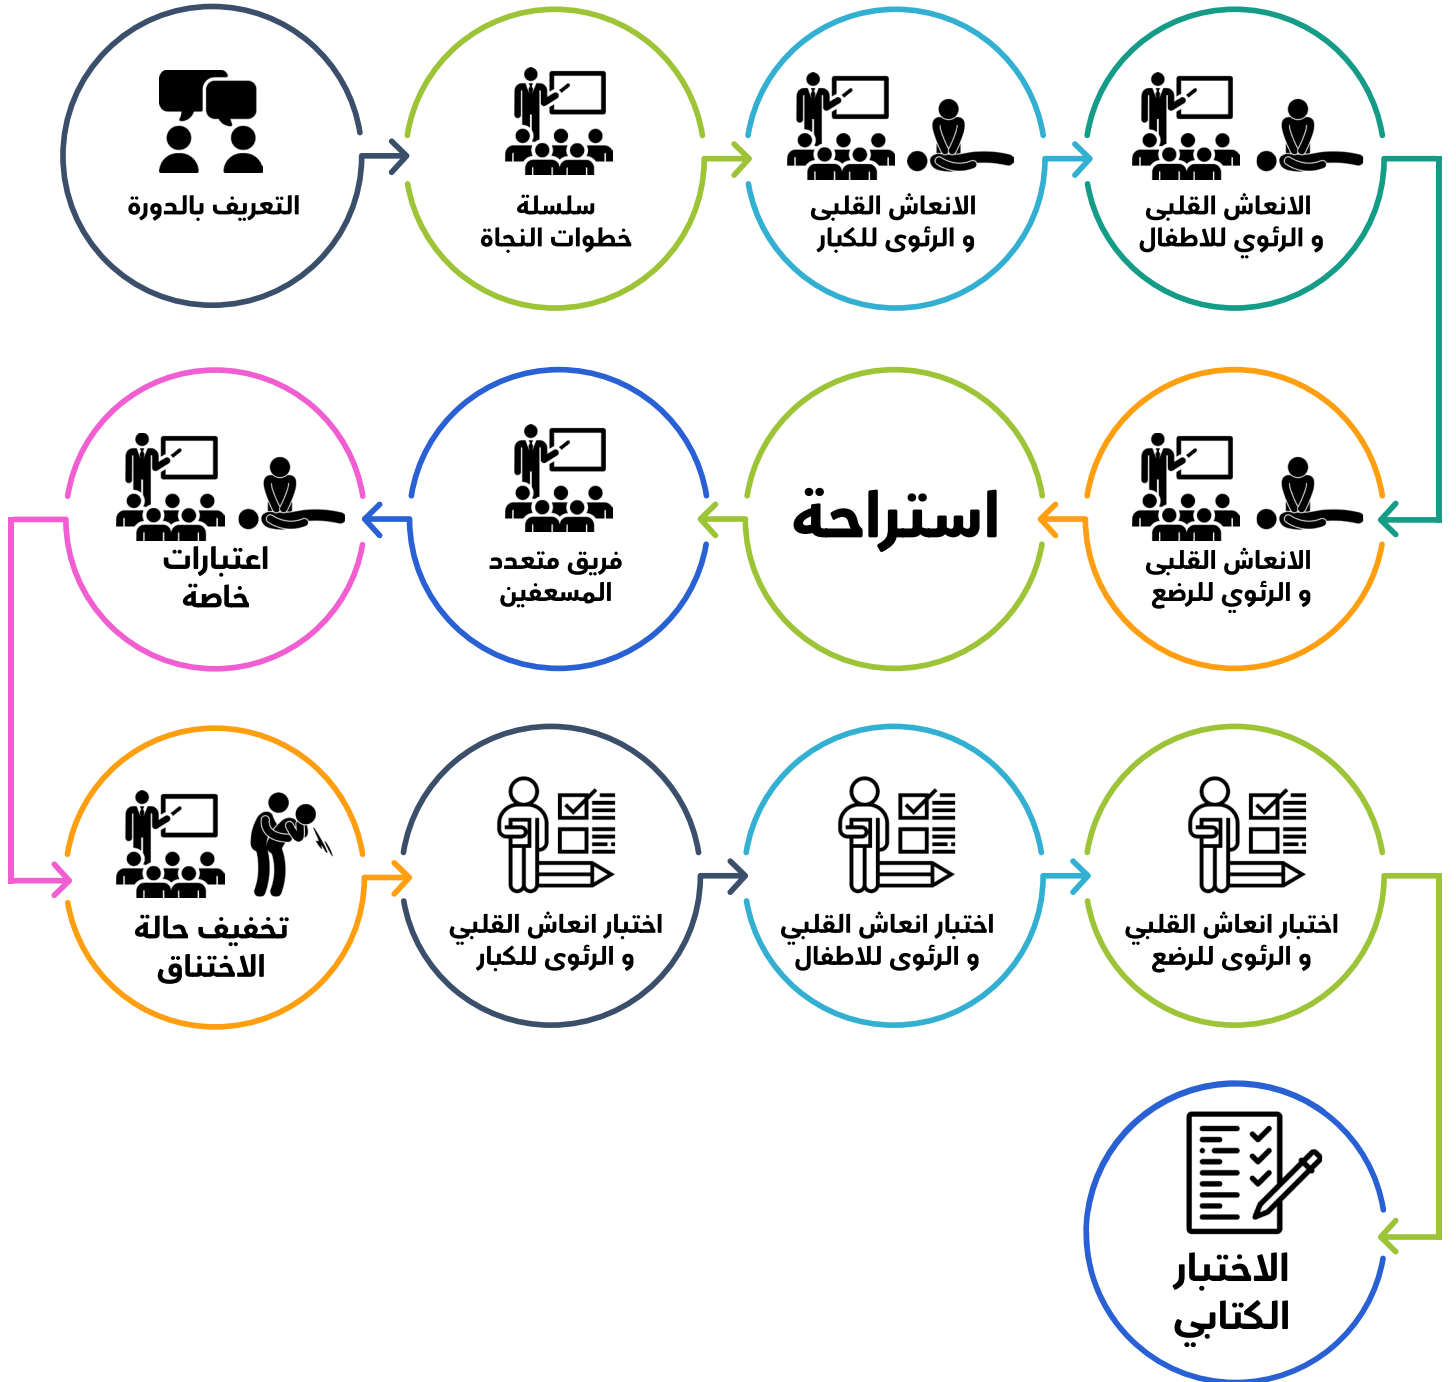 التعريف بالدورة
سلسلة
خطوات النجاة
الانعاش القلبى
و الرئوى للكبار
الانعاش القلبى
و الرئوي للاطفال
الانعاش القلبى
و الرئوي للرضع
استراحة
فريق متعدد
المسعفين
اعتبارات
خاصة
تخفيف حالة
الاختناق
اختبار انعاش القلبي
و الرئوى للكبار
اختبار انعاش القلبي
و الرئوى للاطفال
اختبار انعاش القلبي
و الرئوى للرضع
الاختبار
الكتابي